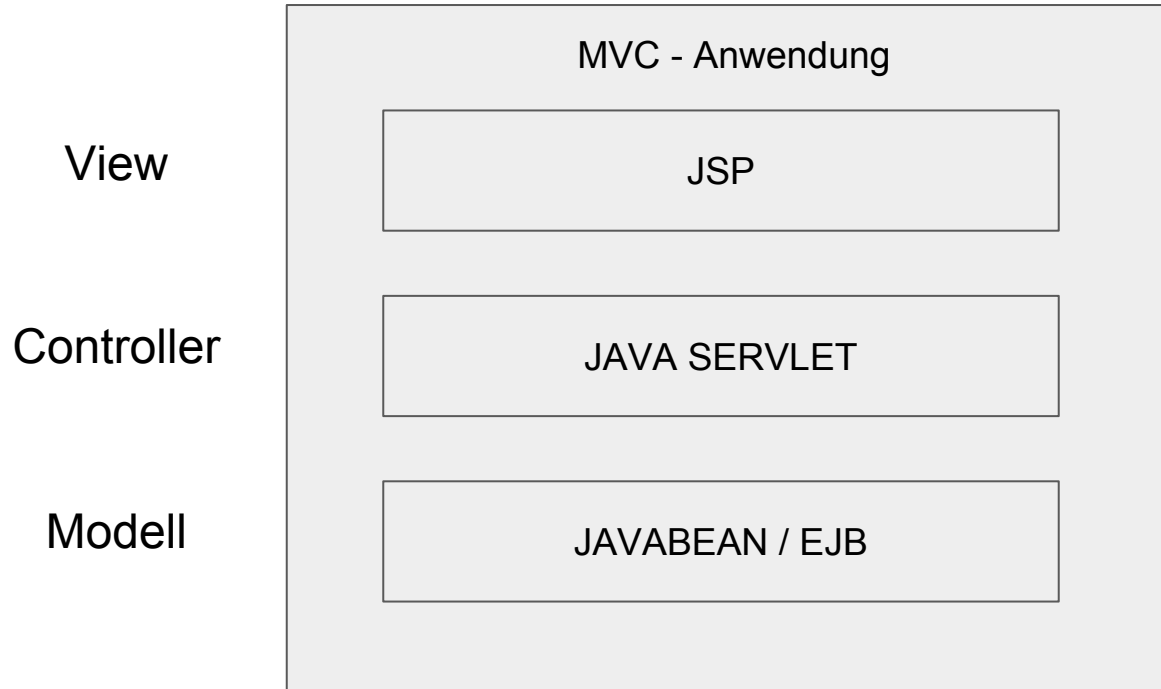 MVC - Anwendung
View
JSP
Controller
JAVA SERVLET
Modell
JAVABEAN / EJB